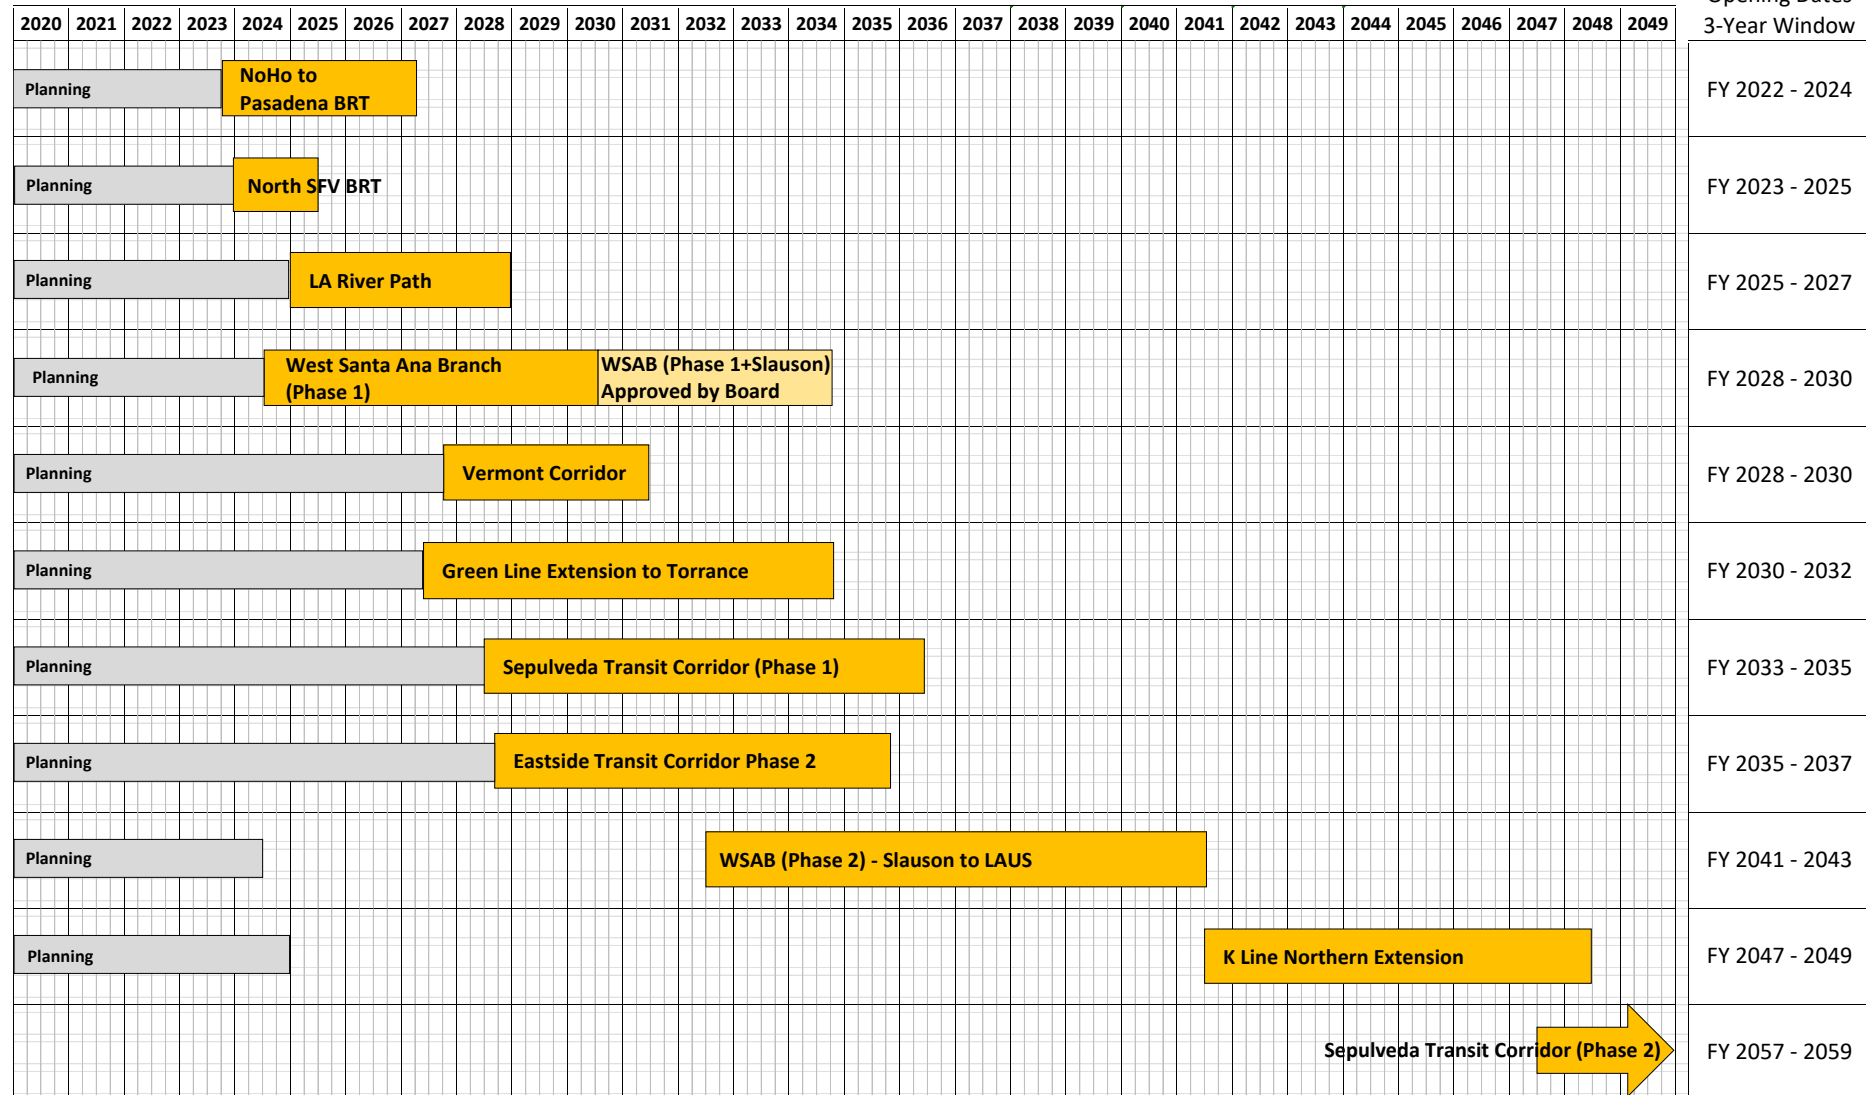 Opening Dates
2020 2021 2022 2023 2024 2025 2026 2027 2028 2029 2030 2031 2032 2033 2034 2035 2036 2037 2038 2039 2040 2041 2042 2043 2044 2045 2046 2047 2048 2049 3-Year Window
Planning
NoHo to
Pasadena BRT
FY 2022 - 2024
Planning
North SFV BRT
FY 2023 - 2025
Planning
LA River Path
FY 2025 - 2027
Planning
West Santa Ana Branch
(Phase 1)
WSAB (Phase 1+Slauson)
Approved by Board
FY 2028 - 2030
Planning
Vermont Corridor
FY 2028 - 2030
Planning
Green Line Extension to Torrance
FY 2030 - 2032
Planning
Sepulveda Transit Corridor (Phase 1)
FY 2033 - 2035
Planning
Eastside Transit Corridor Phase 2
FY 2035 - 2037
Planning
WSAB (Phase 2) - Slauson to LAUS
FY 2041 - 2043
Planning
K Line Northern Extension
FY 2047 - 2049
Sepulveda Transit Corridor (Phase 2)
FY 2057 - 2059